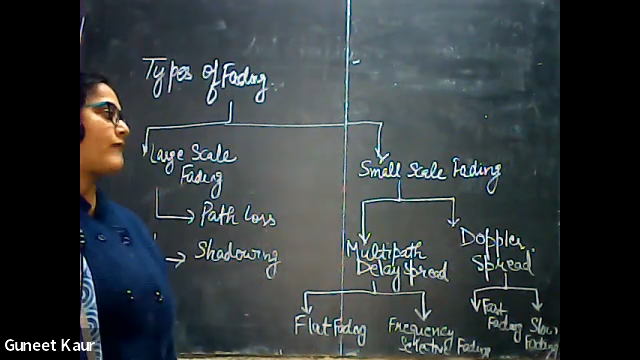 Types of Fading
Large Scale
Fading
Path loss
Shadowing
Small Scale Fading
Multipath
Delay Spread
Doppler
Spread
Flat Fading
Frequency
Selective Fading
Fast
Fading
Slow
Fading
Guneet Kaur